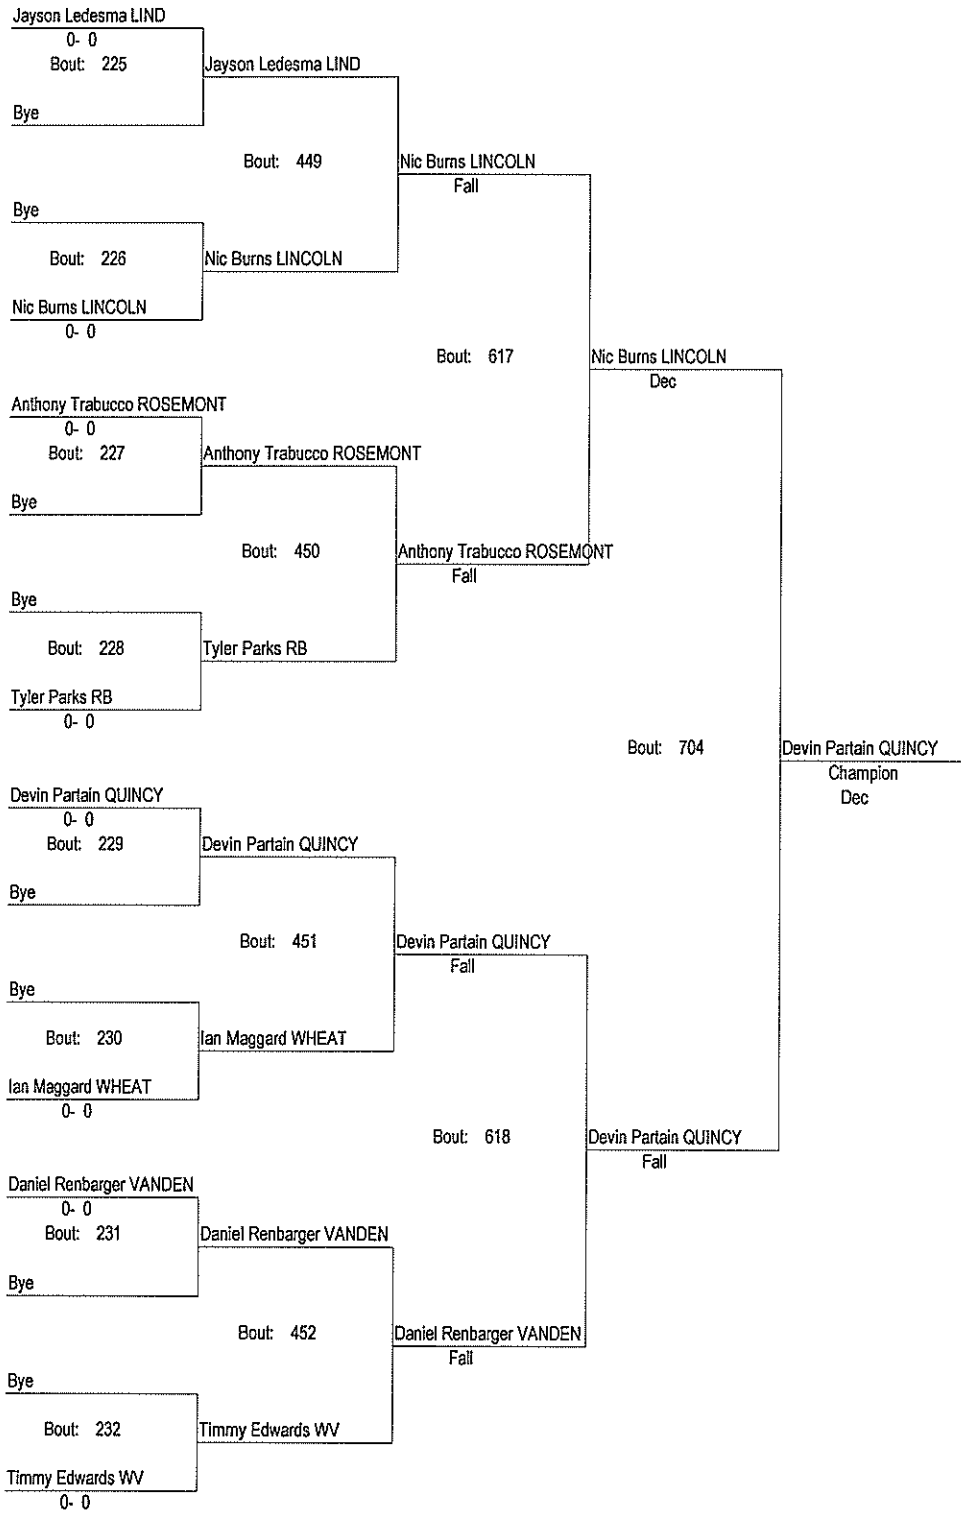 Jayson Ledesma LIND
0- 0
Bout: 225
Jayson Ledesma LIND
Bye
Bout: 449
Nic Burns LINCOLN
Fall
Bye
Bout: 226
Nic Burns LINCOLN
Nic Burns LINCOLN
0- 0
Bout: 617
Nic Burns LINCOLN
Dec
Anthony Trabucco ROSEMONT
0- 0
Bout: 227
Anthony Trabucco ROSEMONT
Bye
Bout: 450
Anthony Trabucco ROSEMONT
Fall
Bye
Bout: 228
Tyler Parks RB
Tyler Parks RB
0- 0
Bout: 704
Devin Partain QUINCY
Champion
Dec
Devin Partain QUINCY
0- 0
Bout: 229
Devin Partain QUINCY
Bye
Bout: 451
Devin Partain QUINCY
Fall
Bye
Bout: 230
Ian Maggard WHEAT
Ian Maggard WHEAT
0- 0
Bout: 618
Devin Partain QUINCY
Fall
Daniel Renbarger VANDEN
0- 0
Bout: 231
Daniel Renbarger VANDEN
Bye
Bout: 452
Daniel Renbarger VANDEN
Fall
Bye
Bout: 232
Timmy Edwards WV
Timmy Edwards WV
0- 0